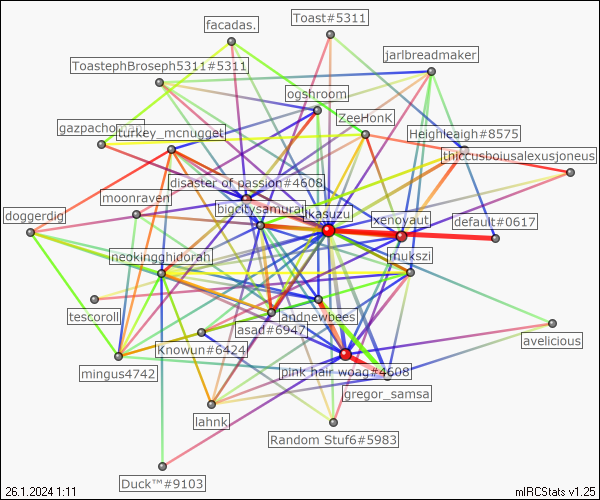 Toast#5311
facadas.
jarlbreadmaker
ToastephBroseph5311#5311
ogshroom
ZeeHonK
gazpacho
turkey_mcnugget
Heighleaigh#8575
thiccusboiusalexusjoneus
disaster of passion#4608
moonraven
bigcitysamurai
ikasuzu
xenoyaut
default#0617
doggerdig
neokingghidorah
mukszi
tescoroll
landnewbees
asad#6947
avelicious
Knowun#6424
mingus4742
pink hair woag#4608
gregor_samsa
lahnk
Random Stuf6#5983
Duck™#9103
26.1.2024 1:11
mIRCStats v1.25